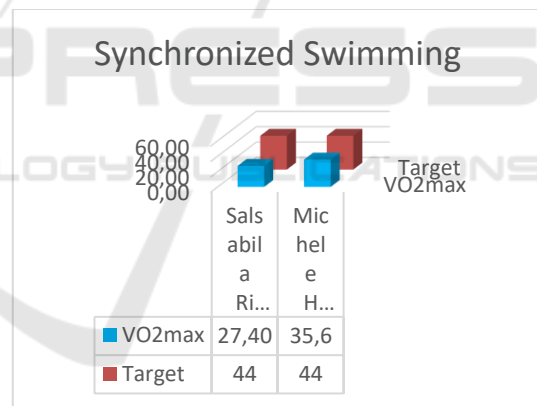 PRESS
Synchronized Swimming
60,00
40,00
20,00
0,00
Target
VO2max
Sals
abil
a
Ri...
Mic
hel
e
H...
VO2max 27,40 35,6
Target 44 44